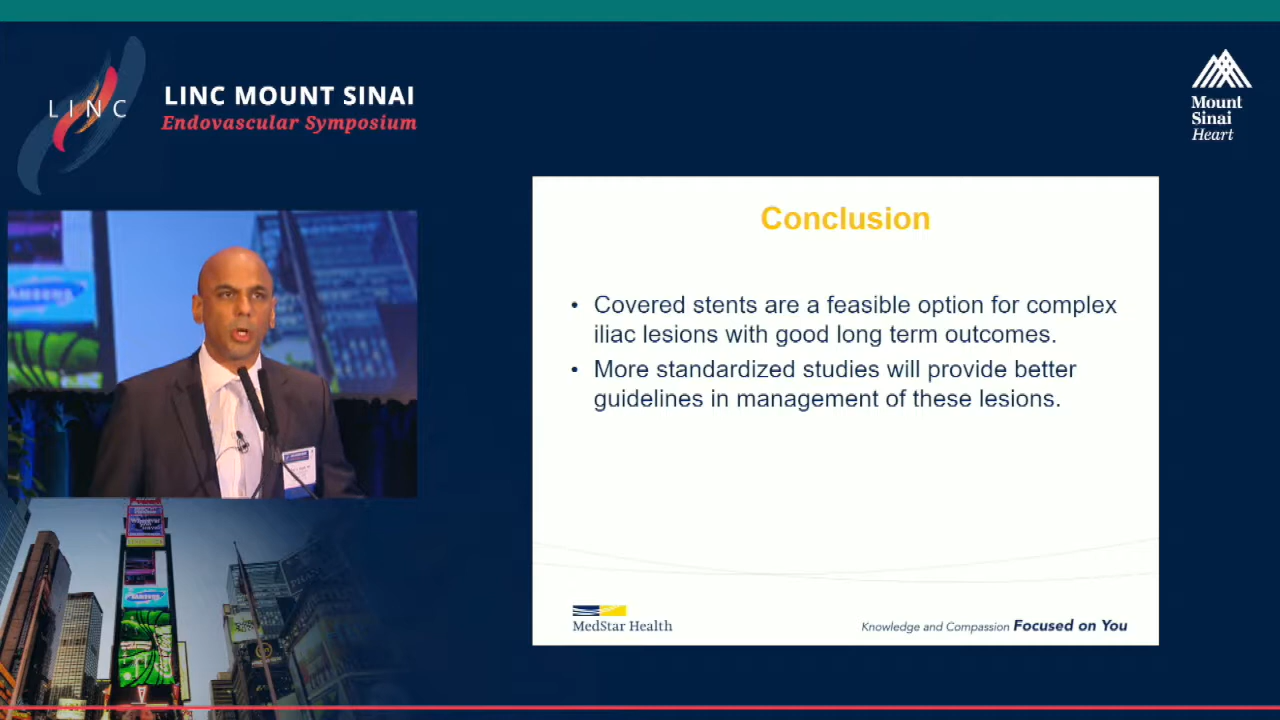 LINC
LINC MOUNT SINAI
Endovascular Symposium
Mount
Sinai
Heart
Conclusion
• Covered stents are a feasible option for complex
iliac lesions with good long term outcomes.
• More standardized studies will provide better
guidelines in management of these lesions.
MedStar Health
Knowledge and Compassion Focused on You
SAMSUNG
SAMSUNG